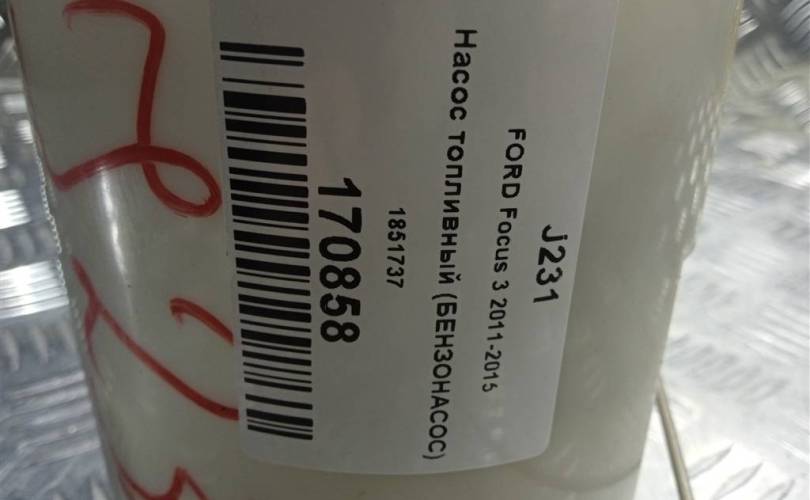 j231
FORD Focus 3 2011-2015
Насос топливный (БЕНЗОНАСОС)
1851737
170858